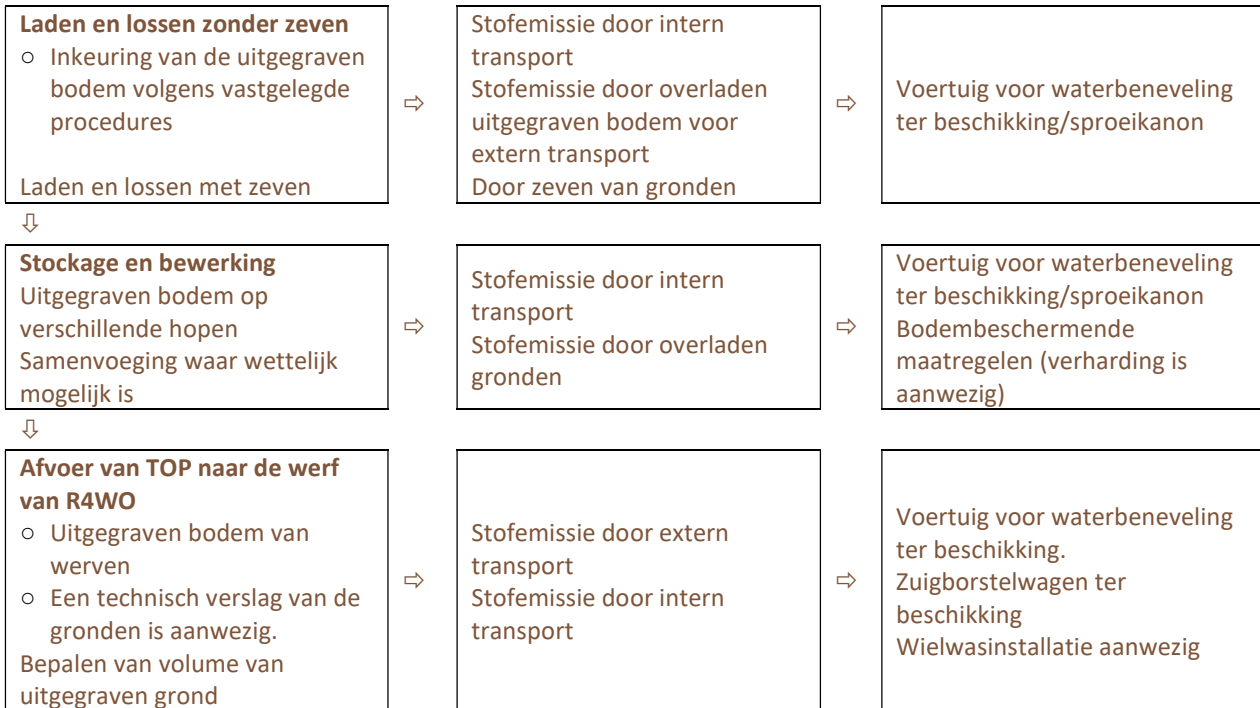 Laden en lossen zonder zeven
○ Inkeuring van de uitgegraven
bodem volgens vastgelegde
procedures
Laden en lossen met zeven
⇨
Stofemissie door intern
transport
Stofemissie door overladen
uitgegraven bodem voor
extern transport
Door zeven van gronden
⇨
Voertuig voor waterbeneveling
ter beschikking/sproeikanon
⇩
Stockage en bewerking
Uitgegraven bodem op
verschillende hopen
Samenvoeging waar wettelijk
mogelijk is
⇨
Stofemissie door intern
transport
Stofemissie door overladen
gronden
⇨
Voertuig voor waterbeneveling
ter beschikking/sproeikanon
Bodembeschermende
maatregelen (verharding is
aanwezig)
⇩
Afvoer van TOP naar de werf
van R4WO
○ Uitgegraven bodem van
werven
○ Een technisch verslag van de
gronden is aanwezig.
Bepalen van volume van
uitgegraven grond
⇨
Stofemissie door extern
transport
Stofemissie door intern
transport
⇨
Voertuig voor waterbeneveling
ter beschikking.
Zuigborstelwagen ter
beschikking
Wielwasinstallatie aanwezig